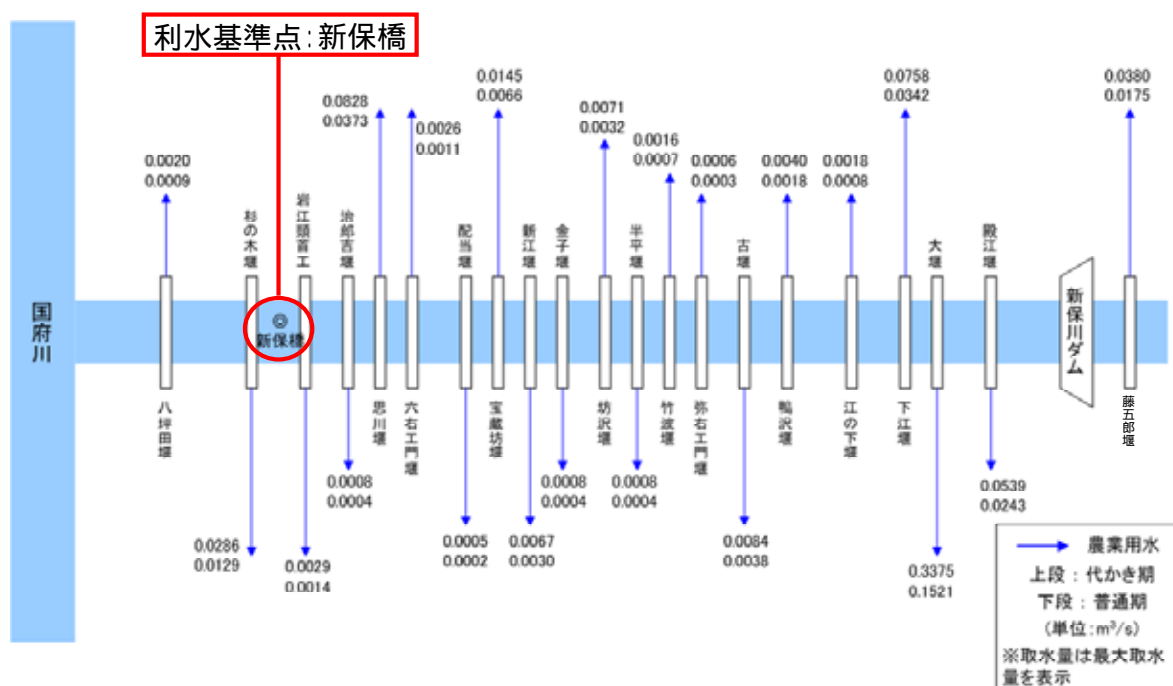 利水基準点:新保橋
0.0020
0.0009
0.0828
0.0373
0.0026
0.0011
0.0145
0.0066
0.0071
0.0032
0.0016
0.0007
0.0006
0.0003
0.0040
0.0018
0.0018
0.0008
0.0758
0.0342
0.0380
0.0175
杉の木堰
岩江頭首工
治郎吉堰
配当堰
新江堰
金子堰
半平堰
古堰
大堰
殿江堰
国府川
◎
新保橋
新保川ダム
八坪田堰
思川堰
六右エ門堰
宝蔵坊堰
坊沢堰
竹波堰
弥右エ門堰
鴨沢堰
江の下堰
下江堰
藤五郎堰
0.0286
0.0129
0.0029
0.0014
0.0008
0.0004
0.0005
0.0002
0.0067
0.0030
0.0008
0.0004
0.0008
0.0004
0.0084
0.0038
0.3375
0.1521
0.0539
0.0243
農業用水
上段:代かき期
下段:普通期
(単位:m³/s)
※取水量は最大取水
量を表示